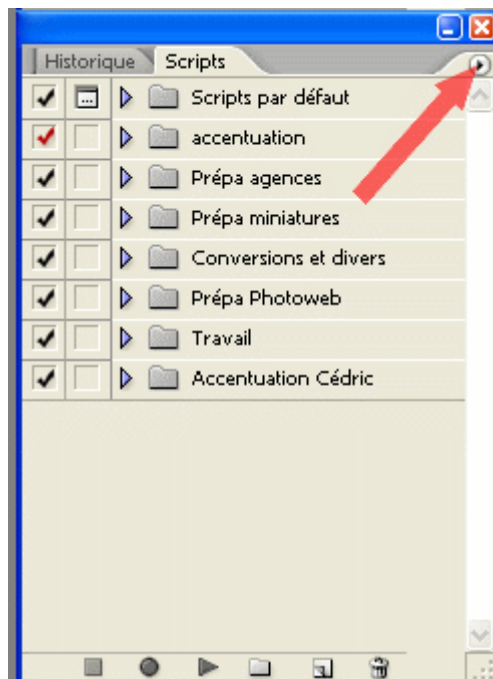 Historique Scripts
Scripts par défaut
accentuation
Prépa agences
Prépa miniatures
Conversions et divers
Prépa Photoweb
Travail
Accentuation Cédric